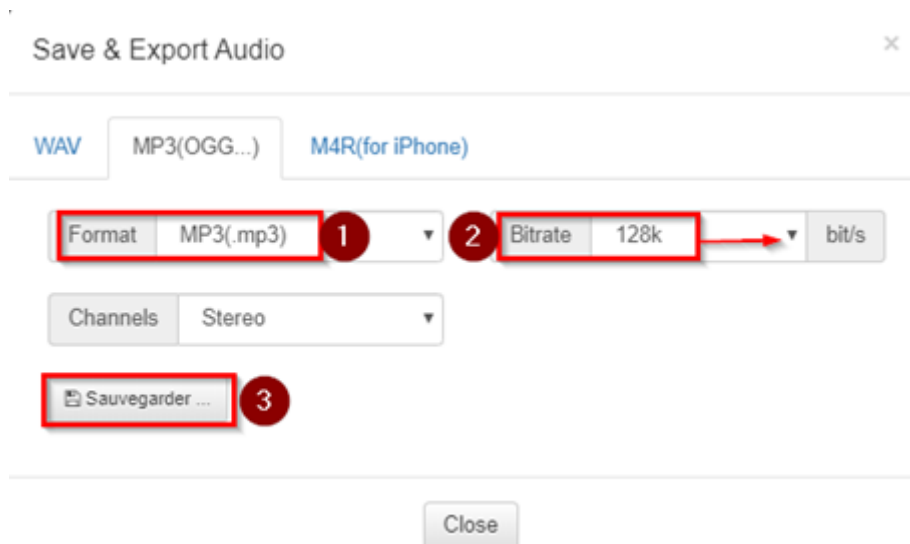 Save & Export Audio ×
WAV MP3(OGG...) M4R(for iPhone)
Format MP3(.mp3) 1 2 Bitrate 128k bit/s
Channels Stereo
Sauvegarder ... 3
Close